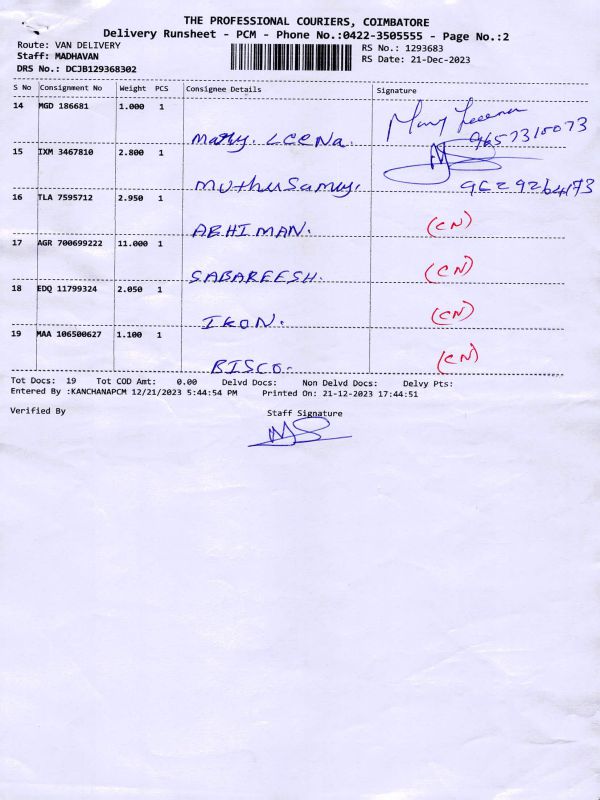 THE PROFESSIONAL COURIERS, COIMBATORE
Delivery Runsheet - PCM - Phone No.:0422-3505555 - Page No.:2
Route: VAN DELIVERY
RS No.: 1293683
Staff: MADHAVAN
RS Date: 21-Dec-2023
DRS No.: DCJB129368302
S No Consignment No Weight PCS Consignee Details Signature
14 MGD 186681 1.000 1
Mary. Leena. Mary Leena
9657310073
15 IXM 3467810 2.800 1
Muthusamy. 9629264173
16 TLA 7595712 2.950 1
ABHIMAN. (CN)
17 AGR 700699222 11.000 1
SABAREESH. (CN)
18 EDQ 11799324 2.050 1
IKON. (CN)
19 MAA 106500627 1.100 1
BISCO. (CN)
Tot Docs: 19 Tot COD Amt: 0.00 Delvd Docs: Non Delvd Docs: Delvy Pts:
Entered By :KANCHANAPCM 12/21/2023 5:44:54 PM Printed On: 21-12-2023 17:44:51
Verified By Staff Signature